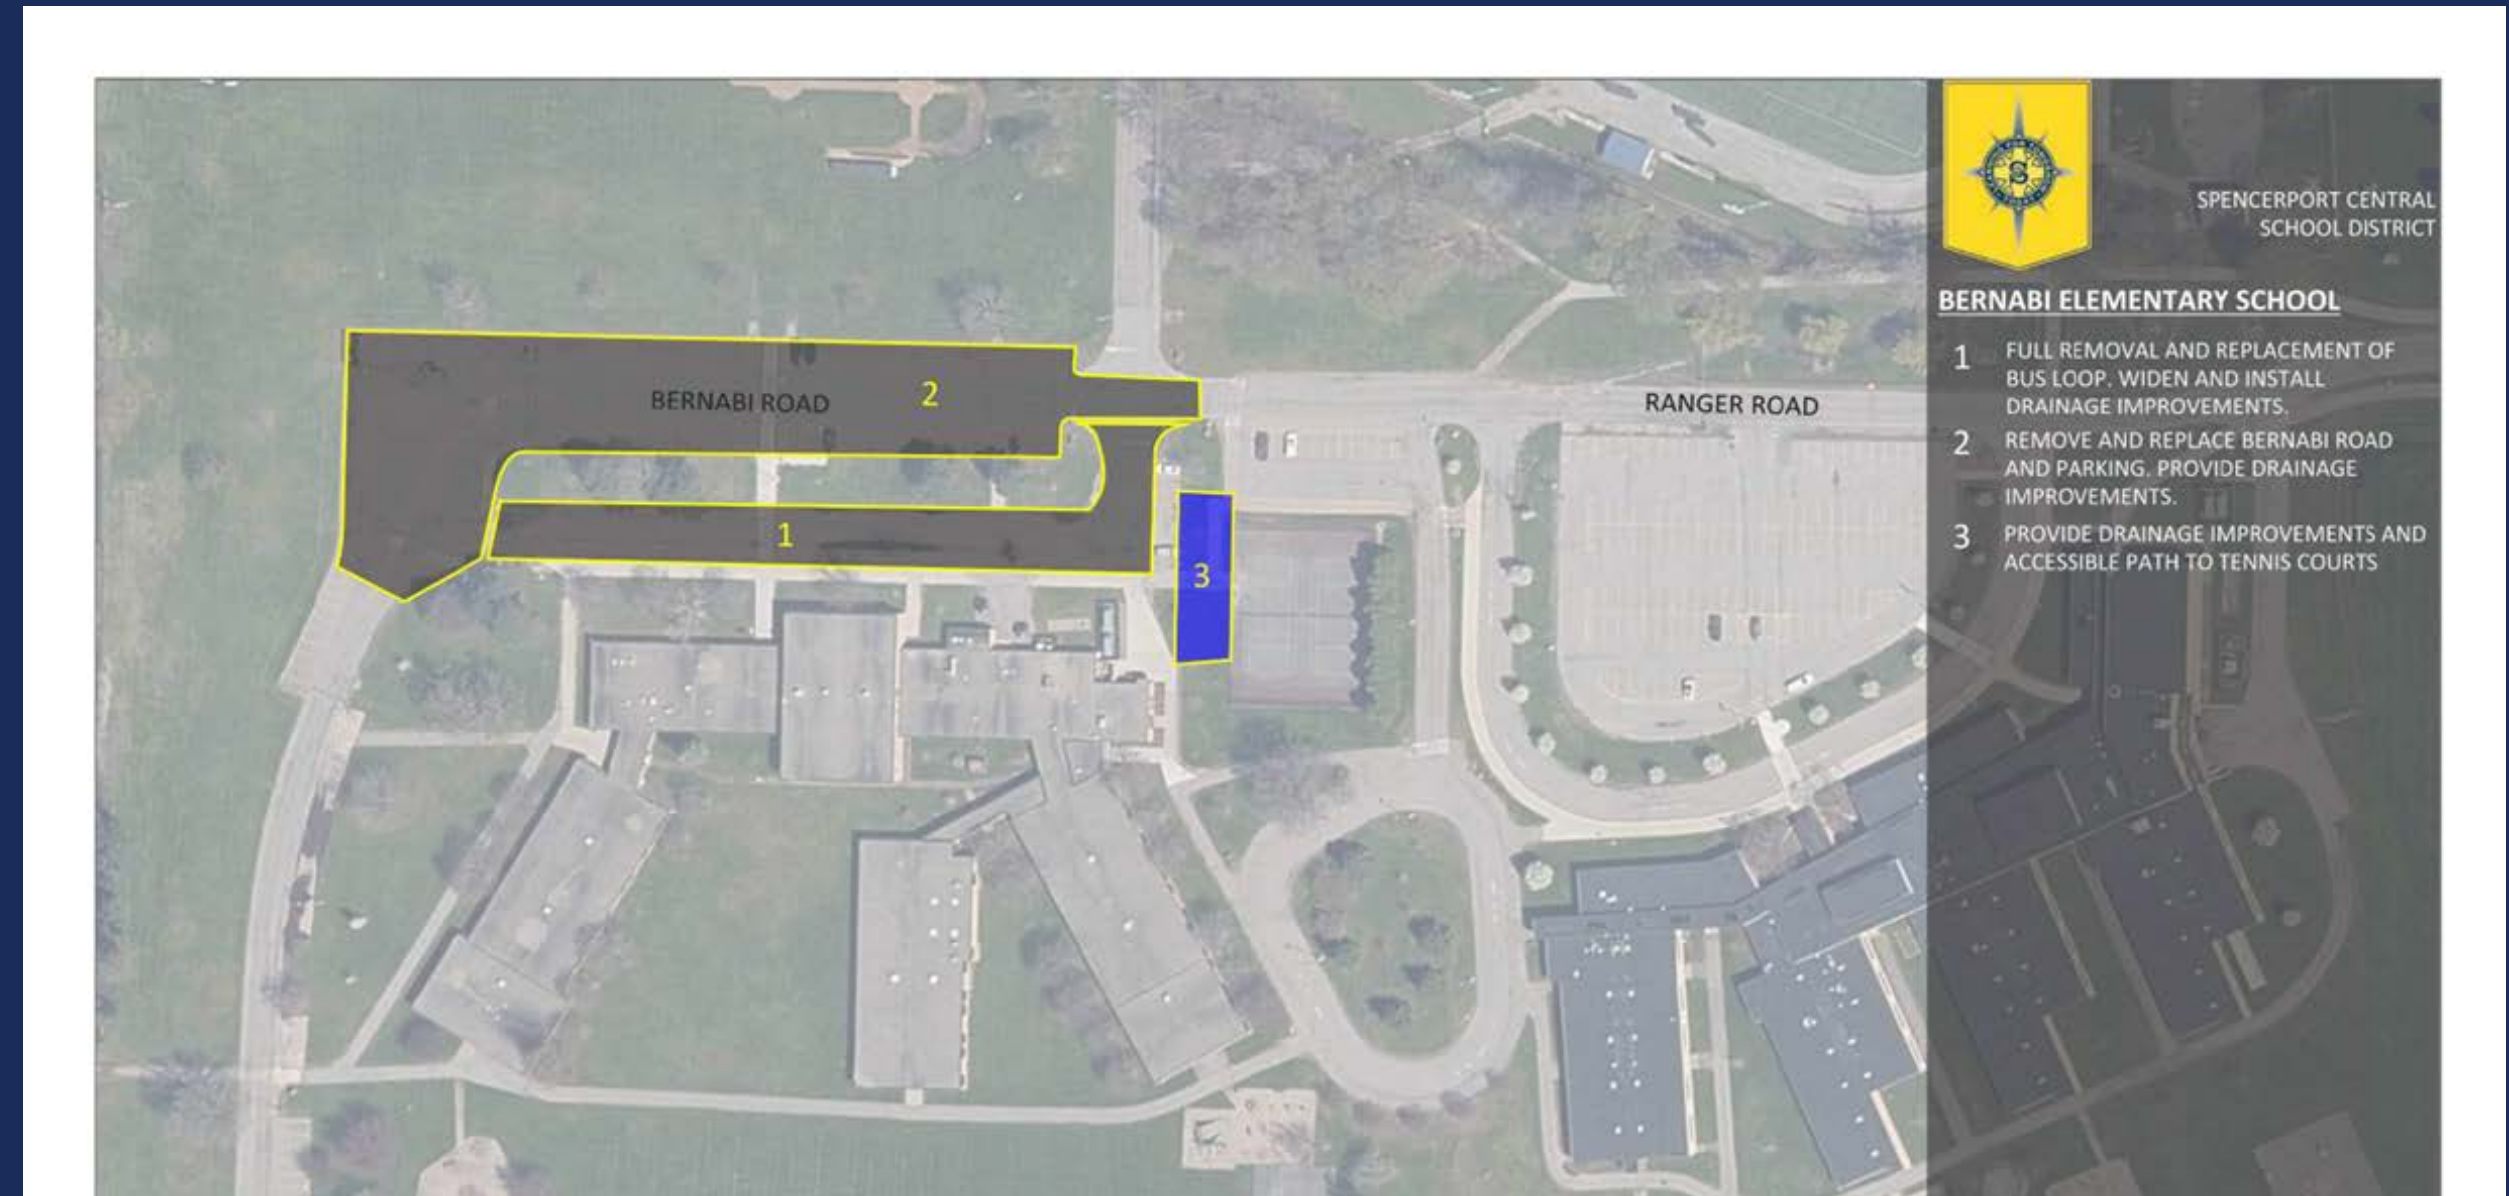 SPENCERPORT CENTRAL
SCHOOL DISTRICT
BERNABI ELEMENTARY SCHOOL
1 FULL REMOVAL AND REPLACEMENT OF
BUS LOOP. WIDEN AND INSTALL
DRAINAGE IMPROVEMENTS.
2 REMOVE AND REPLACE BERNABI ROAD
AND PARKING. PROVIDE DRAINAGE
IMPROVEMENTS.
3 PROVIDE DRAINAGE IMPROVEMENTS AND
ACCESSIBLE PATH TO TENNIS COURTS
BERNABI ROAD
2
RANGER ROAD
1
3
S